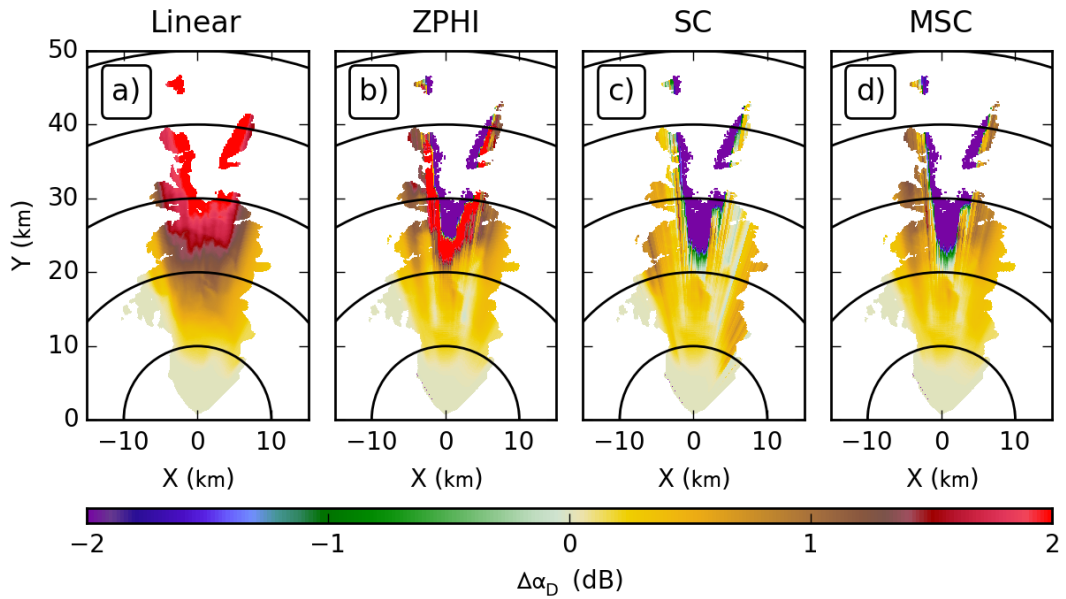 Linear ZPHI SC MSC
50
40
30
20
10
0
Y (km)
a) b) c) d)
−10 0 10 −10 0 10 −10 0 10 −10 0 10
X (km) X (km) X (km) X (km)
−2 −1 0 1 2
Δα_D (dB)